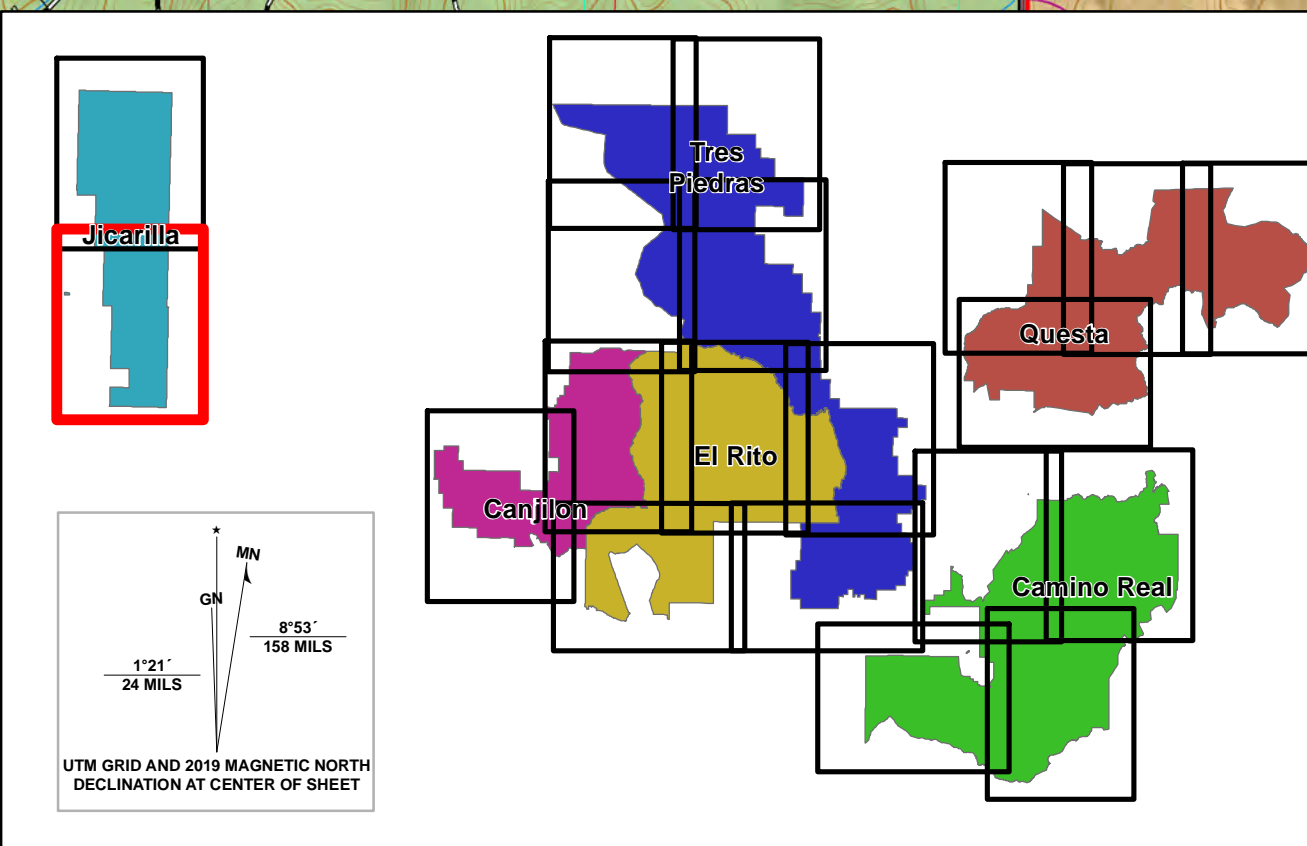 Tres
Piedras
Jicarilla
Questa
El Rito
Canjilon
Camino Real
★
MN
GN
8°53´
158 MILS
1°21´
24 MILS
UTM GRID AND 2019 MAGNETIC NORTH
DECLINATION AT CENTER OF SHEET